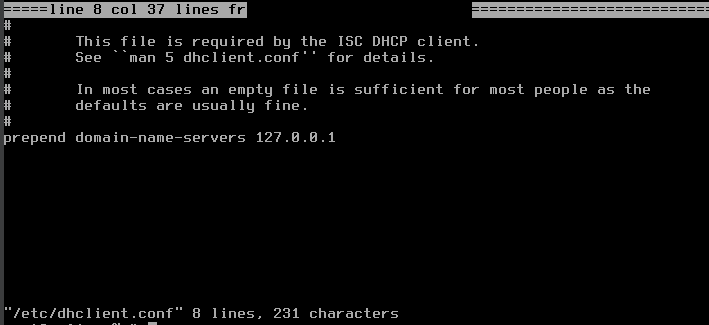 =====line 8 col 37 lines fr
#
#       This file is required by the ISC DHCP client.
#       See ``man 5 dhclient.conf'' for details.
#
#       In most cases an empty file is sufficient for most people as the
#       defaults are usually fine.
#
prepend domain-name-servers 127.0.0.1
"/etc/dhclient.conf" 8 lines, 231 characters